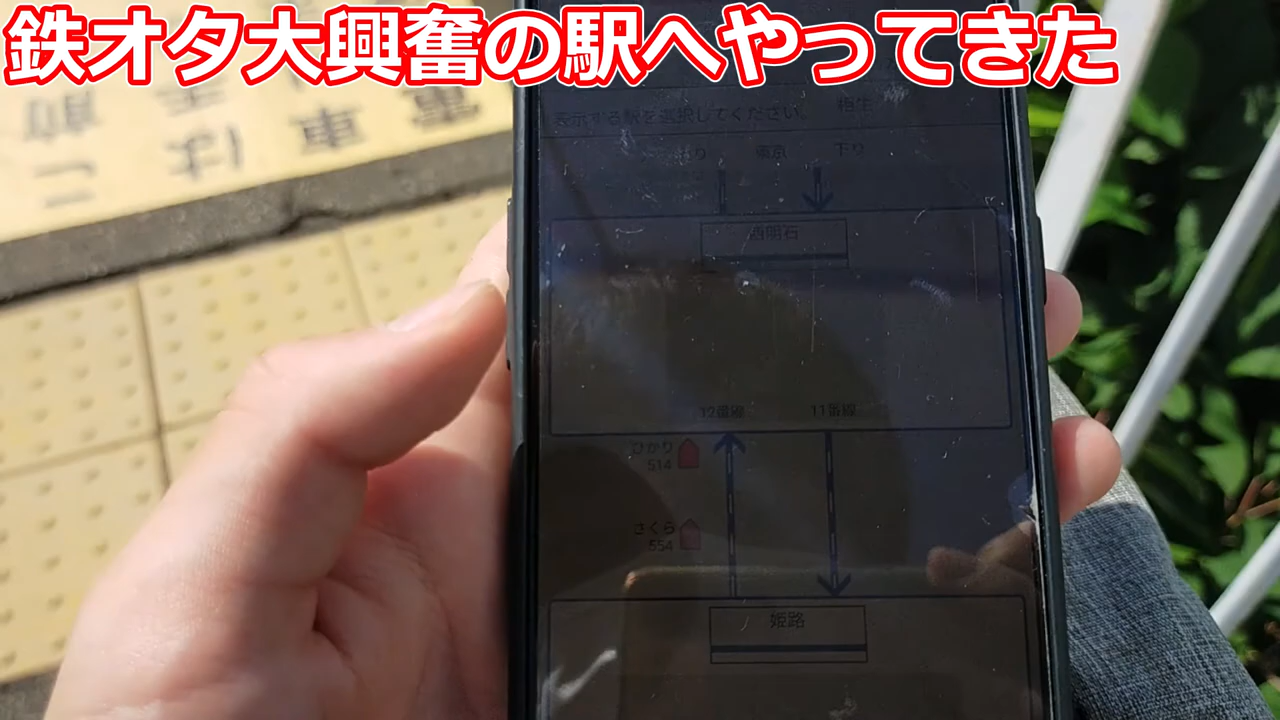 鉄オタ大興奮の駅へやってきた
表示する駅を選択してください。 相生
東京 下り
西明石
12番線 11番線
ひかり
514
さくら
554
姫路
電車